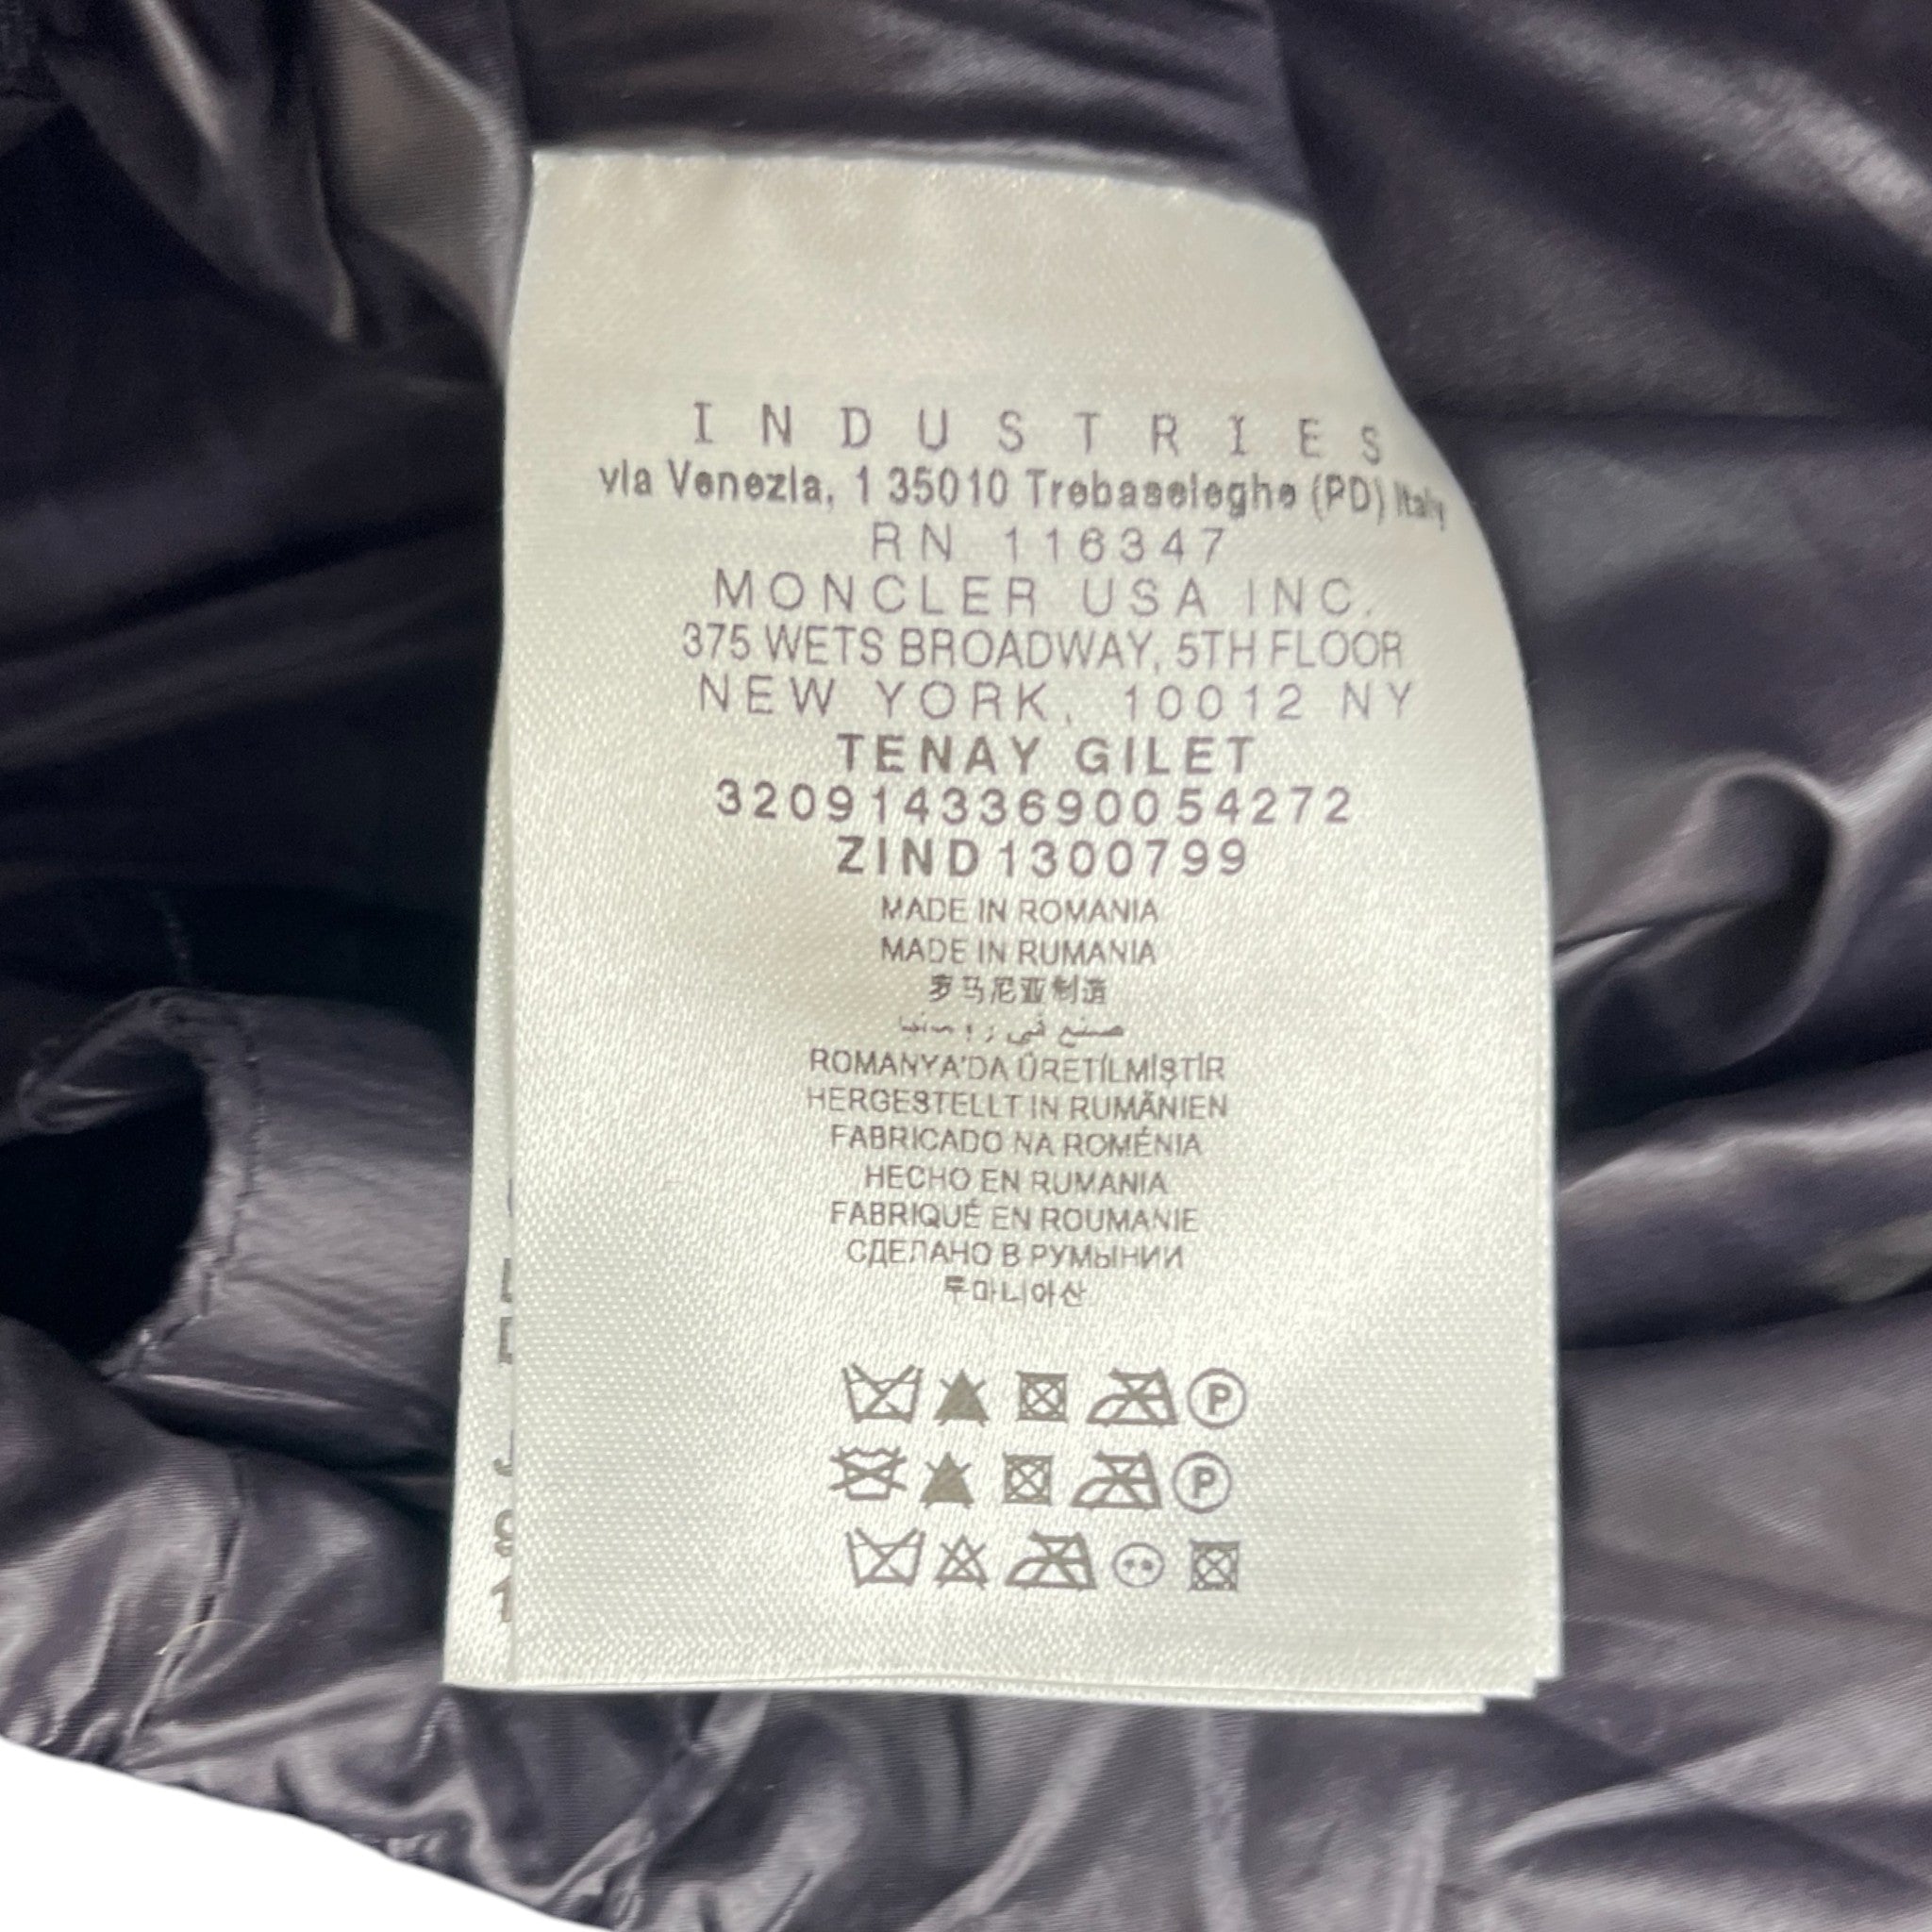 INDUSTRIES
via Venezia, 1 35010 Trebaseleghe (PD) Italy
RN 116347
MONCLER USA INC.
375 WETS BROADWAY, 5TH FLOOR
NEW YORK, 10012 NY
TENAY GILET
32091433690054272
ZIND1300799
MADE IN ROMANIA
MADE IN RUMANIA
罗马尼亚制造
صنع في رومانيا
ROMANYA'DA ÜRETİLMİŞTİR
HERGESTELLT IN RUMÄNIEN
FABRICADO NA ROMÉNIA
HECHO EN RUMANIA
FABRIQUÉ EN ROUMANIE
СДЕЛАНО В РУМЫНИИ
루마니아산
P
P